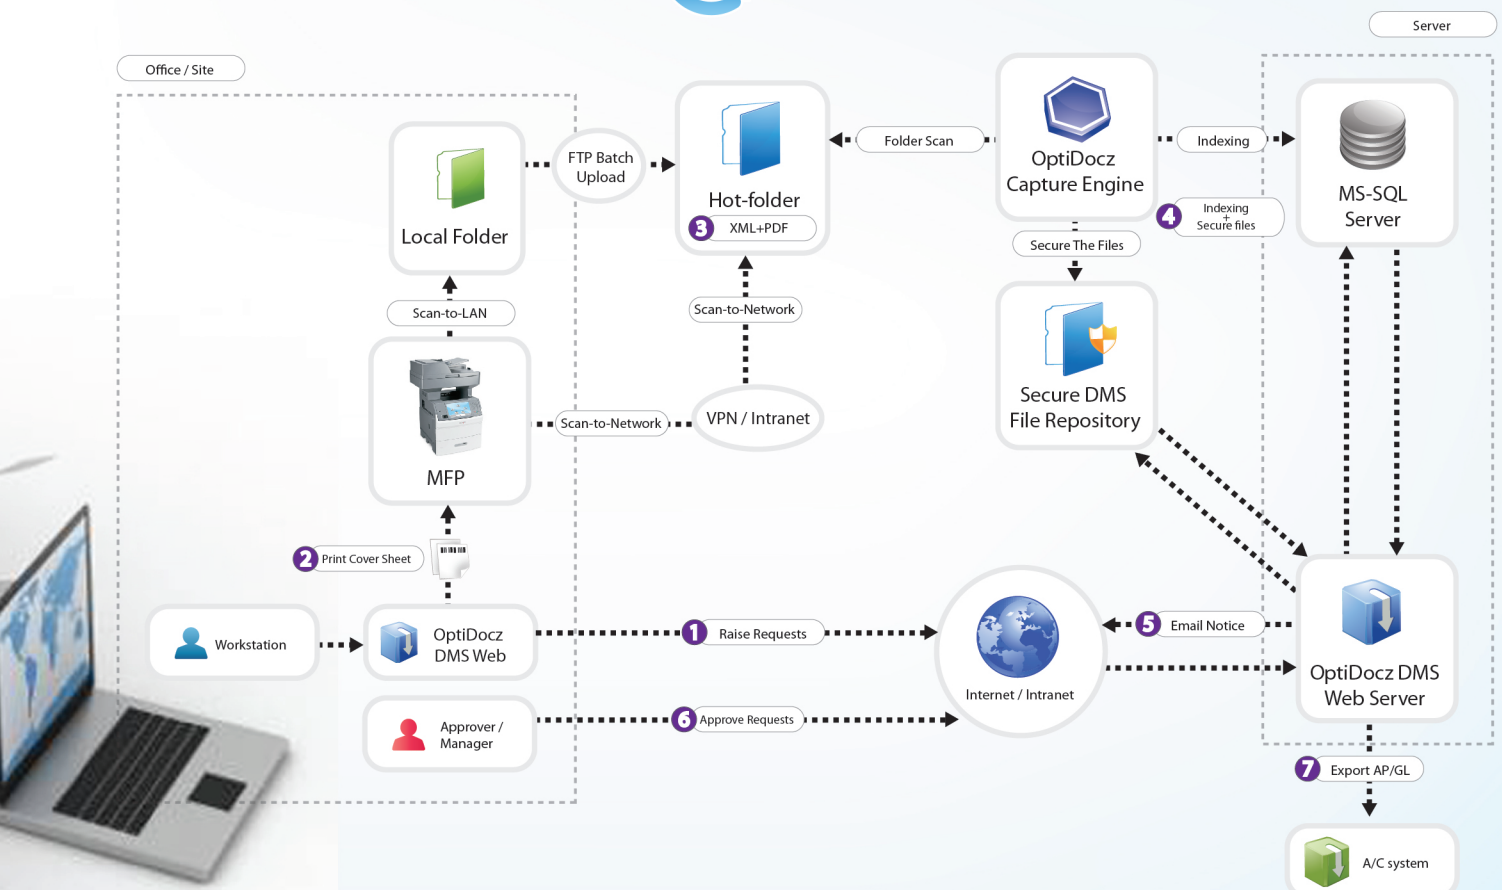 Server
Office / Site
FTP Batch
Upload
Local Folder
Hot-folder
3 XML+PDF
Folder Scan
OptiDocz
Capture Engine
Indexing
MS-SQL
Server
4 Indexing
+
Secure files
Secure The Files
Scan-to-LAN
Scan-to-Network
MFP
Scan-to-Network
VPN / Intranet
Secure DMS
File Repository
2 Print Cover Sheet
Workstation
OptiDocz
DMS Web
1 Raise Requests
Internet / Intranet
5 Email Notice
OptiDocz DMS
Web Server
Approver /
Manager
6 Approve Requests
7 Export AP/GL
A/C system